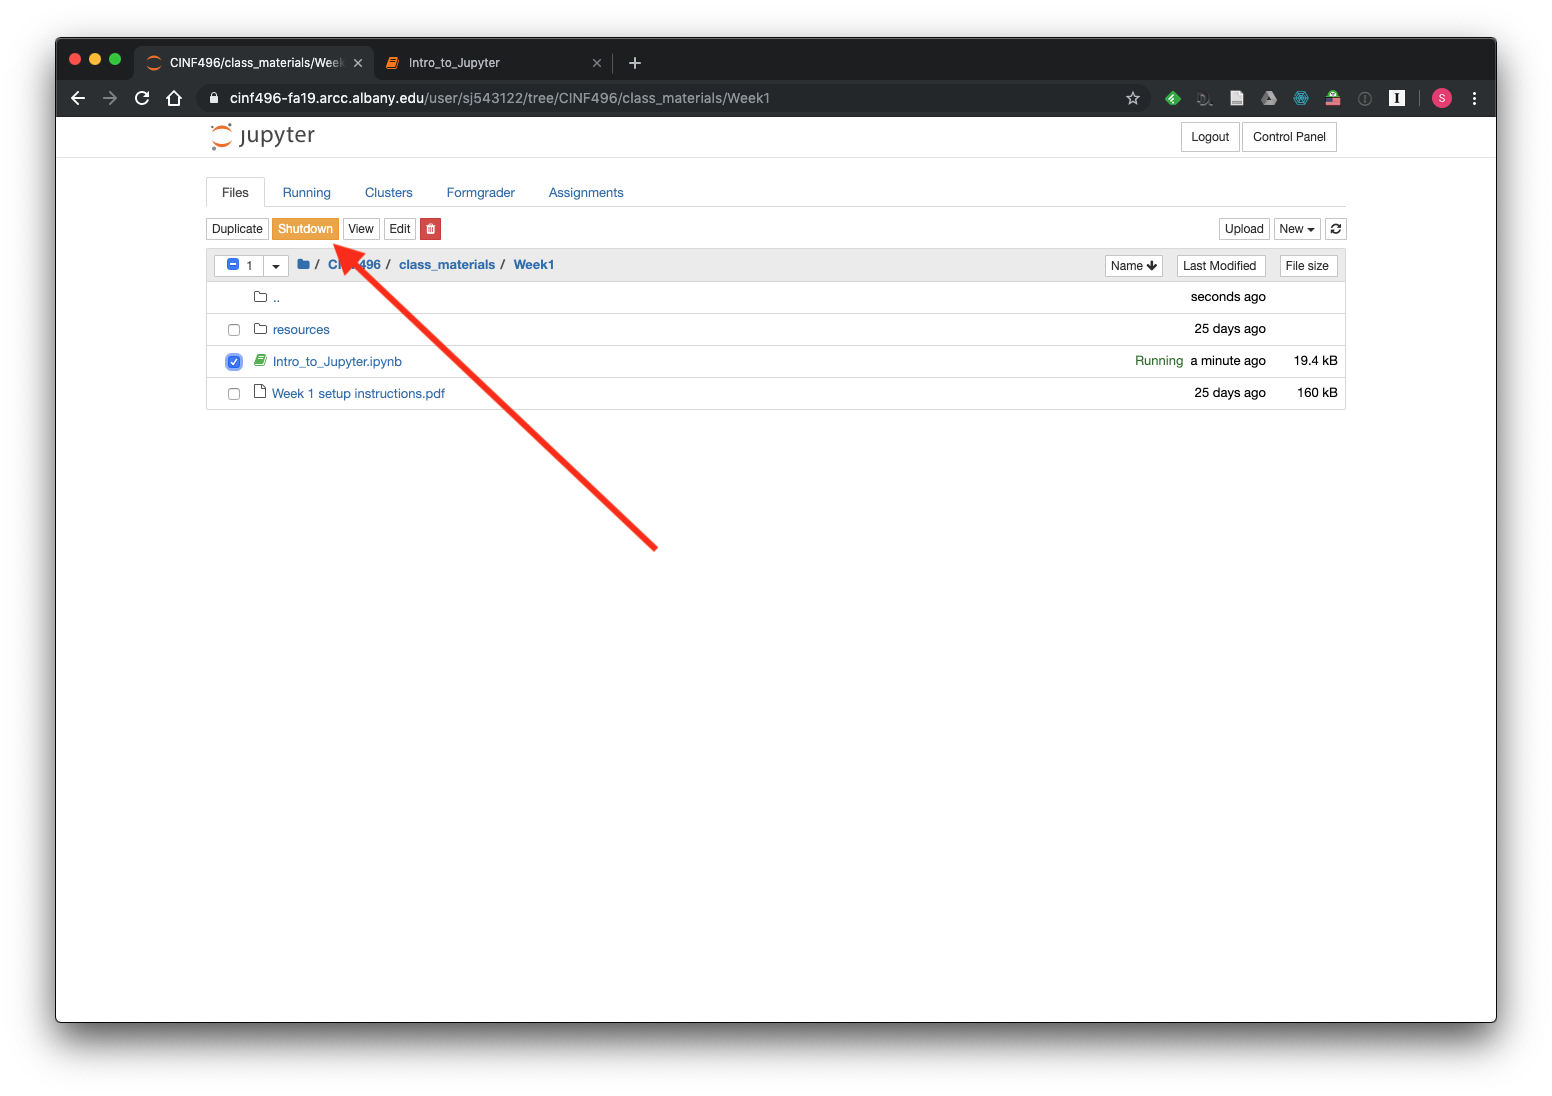 CINF496/class_materials/Week
Intro_to_Jupyter
cinf496-fa19.arcc.albany.edu/user/sj543122/tree/CINF496/class_materials/Week1
I
S
jupyter
Logout
Control Panel
Files
Running
Clusters
Formgrader
Assignments
Duplicate
Shutdown
View
Edit
Upload
New
1
/ CINF496 / class_materials / Week1
Name
Last Modified
File size
..
seconds ago
resources
25 days ago
Intro_to_Jupyter.ipynb
Running a minute ago
19.4 kB
Week 1 setup instructions.pdf
25 days ago
160 kB